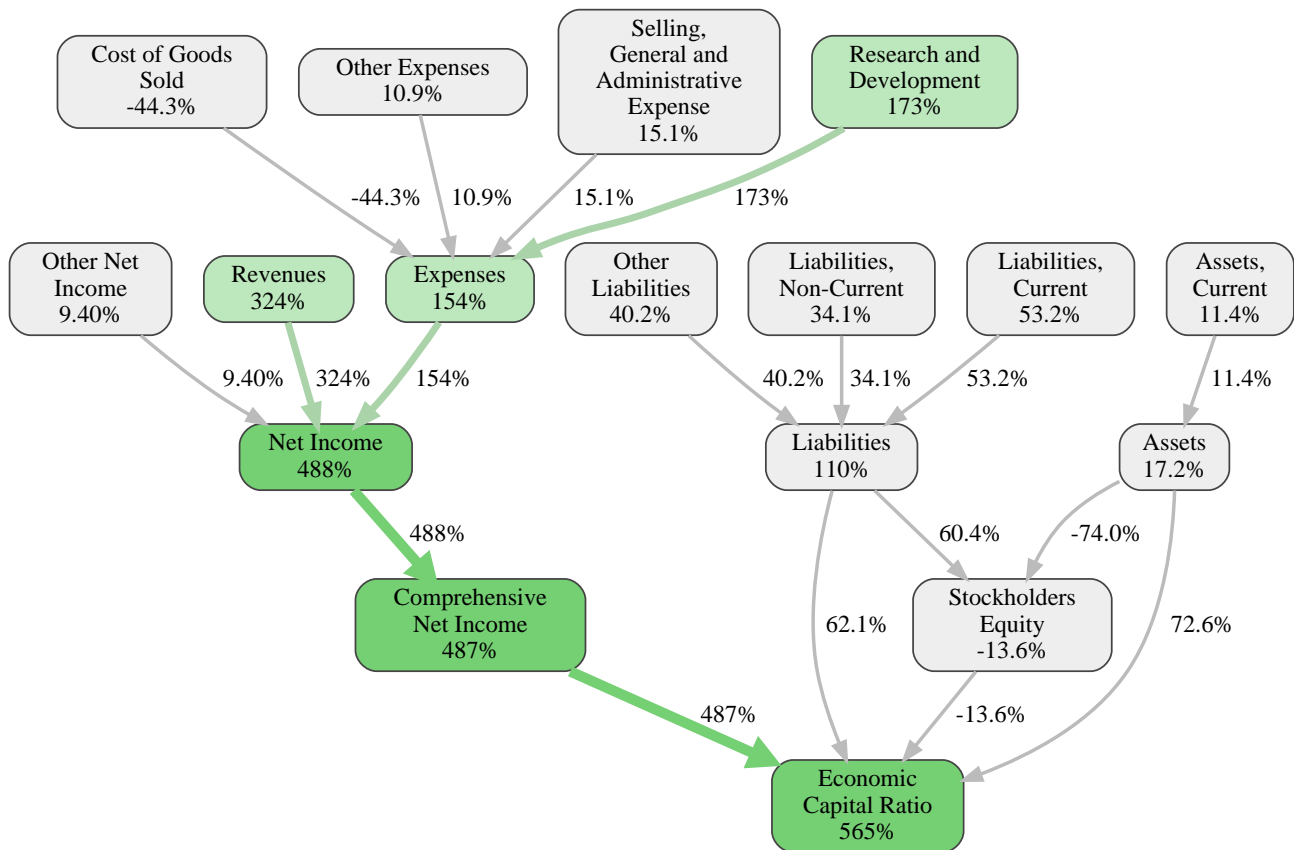 Cost of Goods
Sold
-44.3%
Other Expenses
10.9%
Selling,
General and
Administrative
Expense
15.1%
Research and
Development
173%
-44.3%
10.9%
15.1%
173%
Other Net
Income
9.40%
Revenues
324%
Expenses
154%
Other
Liabilities
40.2%
Liabilities,
Non-Current
34.1%
Liabilities,
Current
53.2%
Assets,
Current
11.4%
9.40%
324%
154%
40.2%
34.1%
53.2%
11.4%
Net Income
488%
Liabilities
110%
Assets
17.2%
488%
60.4%
-74.0%
Comprehensive
Net Income
487%
62.1%
Stockholders
Equity
-13.6%
72.6%
487%
-13.6%
Economic
Capital Ratio
565%